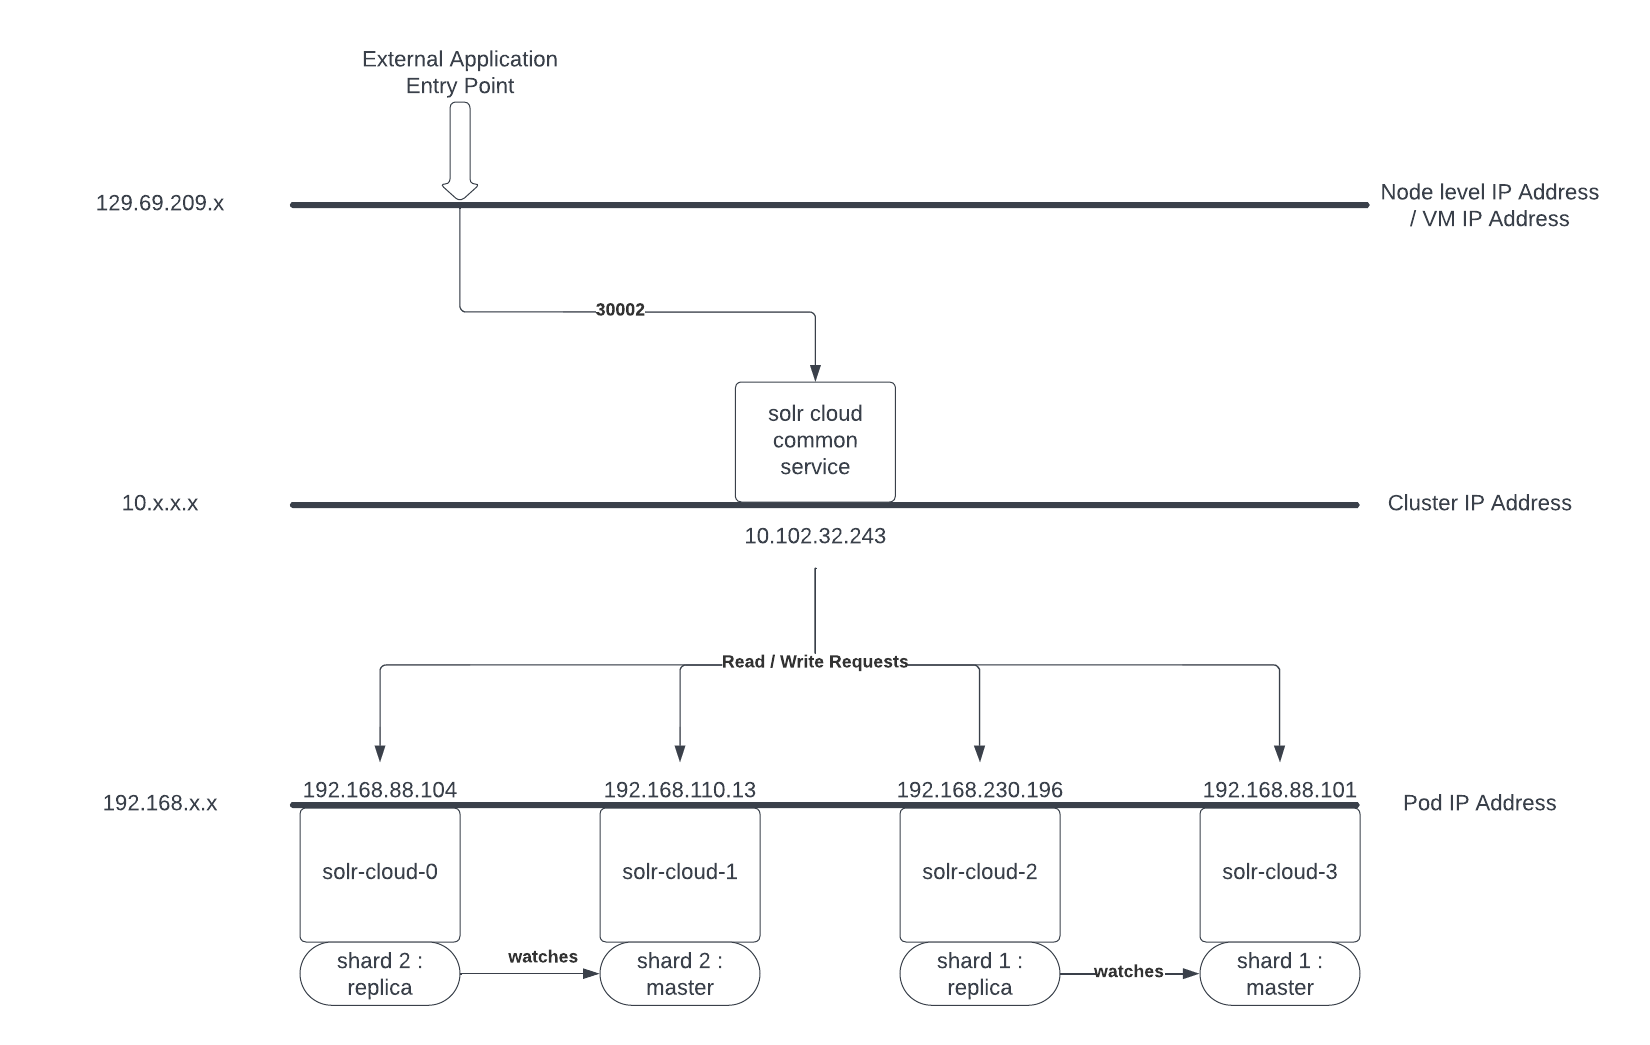 External Application
Entry Point
129.69.209.x
Node level IP Address
/ VM IP Address
30002
solr cloud
common
service
10.x.x.x
Cluster IP Address
10.102.32.243
Read / Write Requests
192.168.88.104
192.168.110.13
192.168.230.196
192.168.88.101
192.168.x.x
Pod IP Address
solr-cloud-0
solr-cloud-1
solr-cloud-2
solr-cloud-3
shard 2 :
replica
watches
shard 2 :
master
shard 1 :
replica
watches
shard 1 :
master